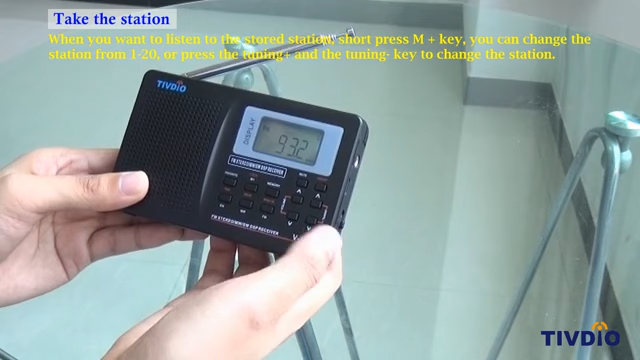 Take the station
When you want to listen to the stored station, short press M + key, you can change the
station from 1-20, or press the tuning+ and the tuning- key to change the station.
TIVDIO
DISPLAY
93.2
FM STEREO/MW/SW DSP RECEIVER
MEMORY
FM STEREO/MW/SW DSP RECEIVER
TIVDIO